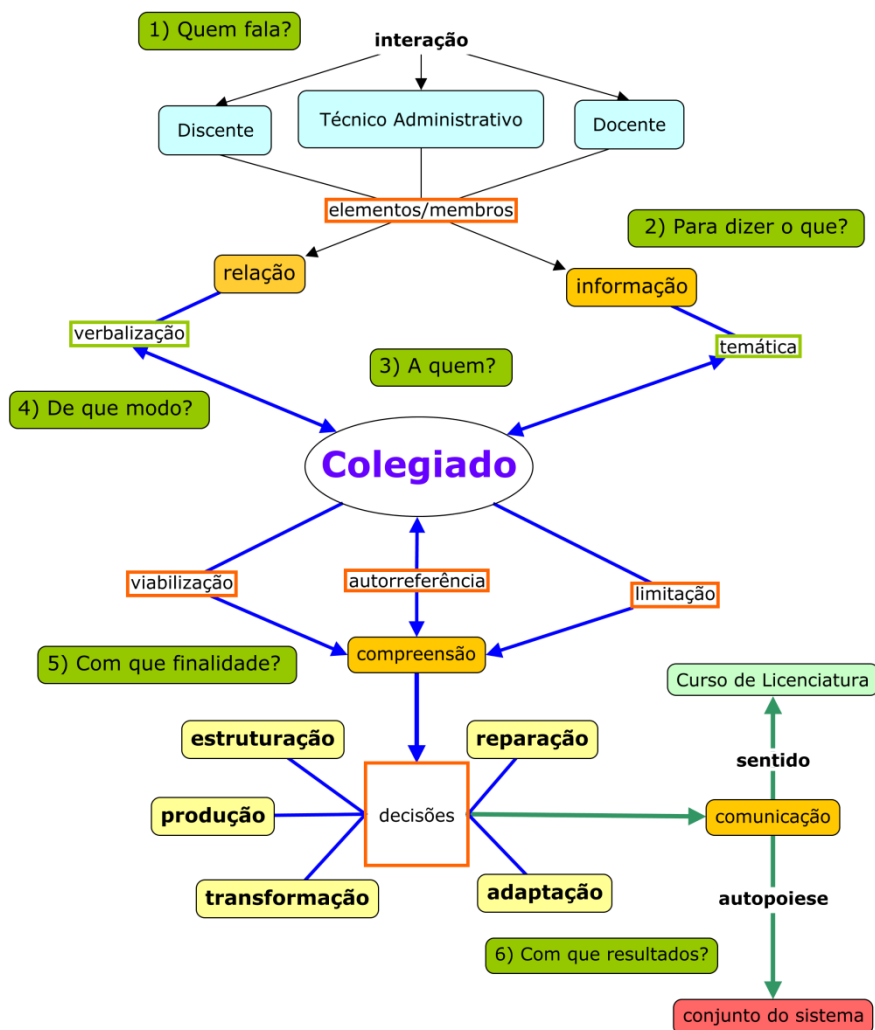 1) Quem fala?
interação
Discente
Técnico Administrativo
Docente
elementos/membros
2) Para dizer o que?
relação
informação
verbalização
temática
3) A quem?
4) De que modo?
Colegiado
viabilização
autorreferência
limitação
compreensão
5) Com que finalidade?
Curso de Licenciatura
estruturação
reparação
sentido
produção
decisões
comunicação
transformação
adaptação
autopoiese
6) Com que resultados?
conjunto do sistema